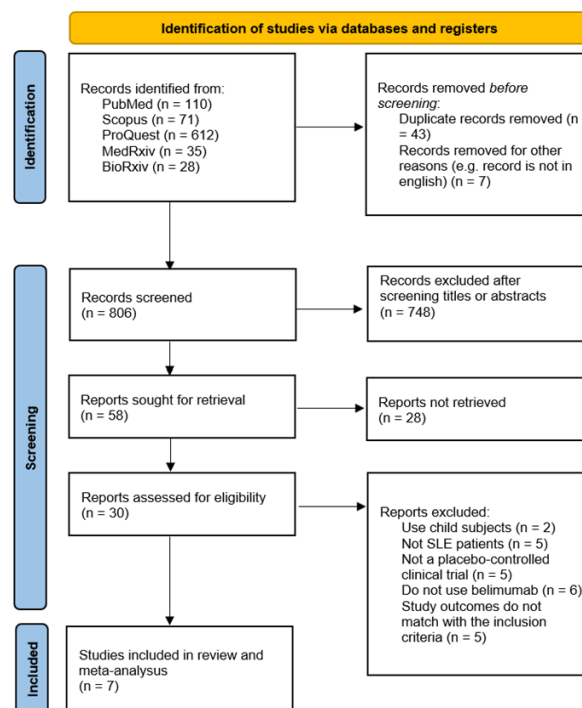 Identification of studies via databases and registers
Identification
Records identified from:
PubMed (n = 110)
Scopus (n = 71)
ProQuest (n = 612)
MedRxiv (n = 35)
BioRxiv (n = 28)
Records removed before
screening:
Duplicate records removed (n
= 43)
Records removed for other
reasons (e.g. record is not in
english) (n = 7)
Screening
Records screened
(n = 806)
Records excluded after
screening titles or abstracts
(n = 748)
Reports sought for retrieval
(n = 58)
Reports not retrieved
(n = 28)
Reports assessed for eligibility
(n = 30)
Reports excluded:
Use child subjects (n = 2)
Not SLE patients (n = 5)
Not a placebo-controlled
clinical trial (n = 5)
Do not use belimumab (n = 6)
Study outcomes do not
match with the inclusion
criteria (n = 5)
Included
Studies included in review and
meta-analysus
(n = 7)